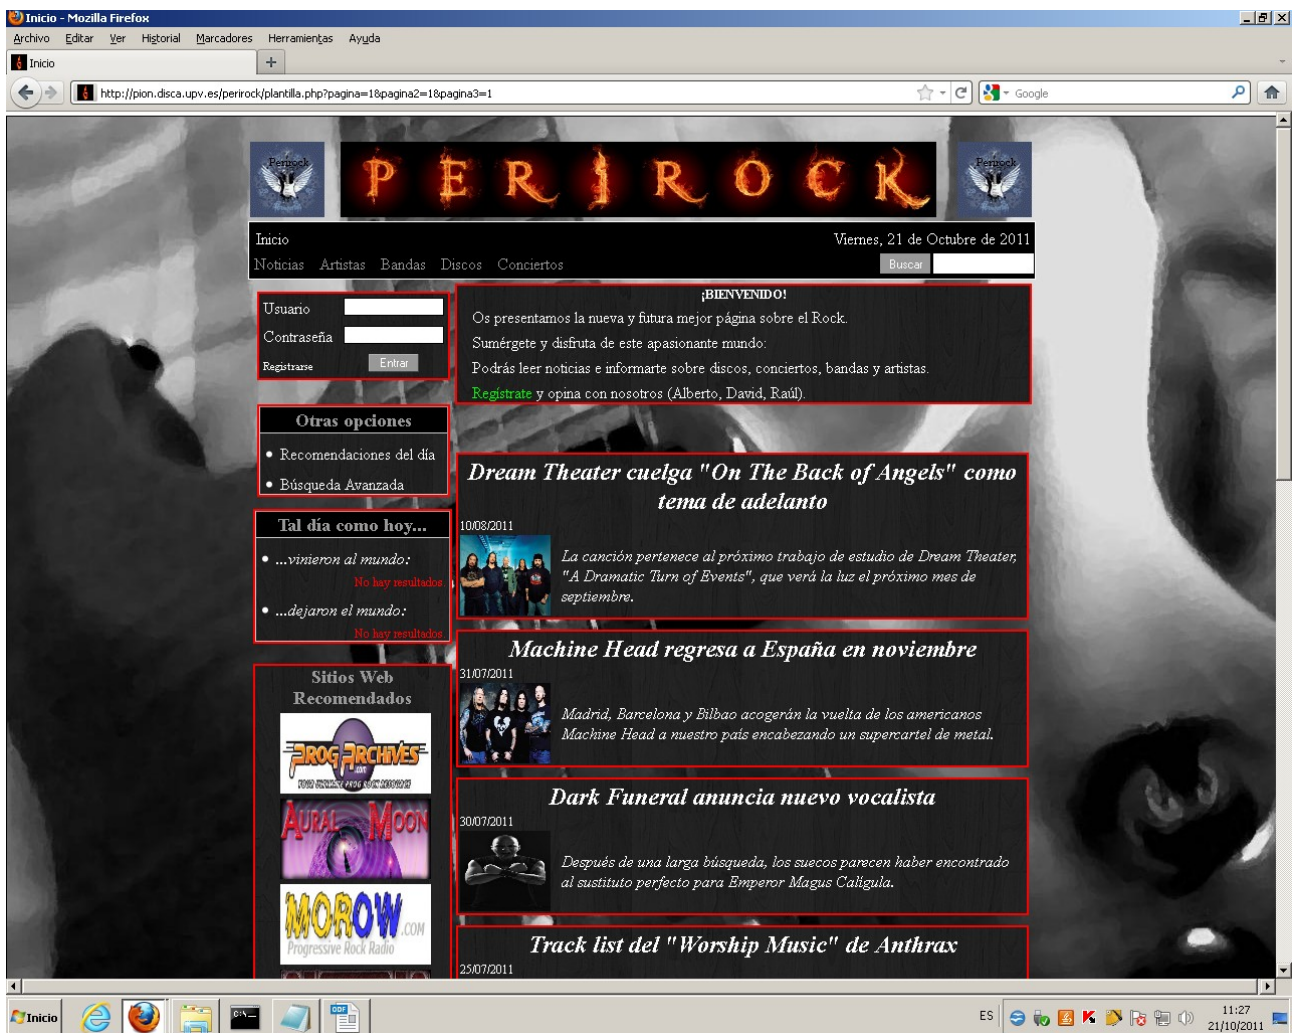 Inicio - Mozilla Firefox
Archivo Editar Ver Historial Marcadores Herramientas Ayuda
Inicio
http://pion.disca.upv.es/perirock/plantilla.php?pagina=1&pagina2=1&pagina3=1
Google
Perirock
PERIROCK
Perirock
Inicio
Viernes, 21 de Octubre de 2011
Noticias Artistas Bandas Discos Conciertos
Buscar
Usuario
Contraseña
Registrarse
Entrar
¡BIENVENIDO!
Os presentamos la nueva y futura mejor página sobre el Rock.
Sumérgete y disfruta de este apasionante mundo:
Podrás leer noticias e informarte sobre discos, conciertos, bandas y artistas.
Regístrate y opina con nosotros (Alberto, David, Raúl).
Otras opciones
Recomendaciones del día
Búsqueda Avanzada
Tal día como hoy...
...vinieron al mundo:
No hay resultados.
...dejaron el mundo:
No hay resultados.
Sitios Web
Recomendados
PROG ARCHIVES
.com
YOUR ULTIMATE PROG ROCK RESOURCE
AURAL MOON
MOROW.COM
Progressive Rock Radio
Dream Theater cuelga "On The Back of Angels" como
tema de adelanto
10/08/2011
La canción pertenece al próximo trabajo de estudio de Dream Theater,
"A Dramatic Turn of Events", que verá la luz el próximo mes de
septiembre.
Machine Head regresa a España en noviembre
31/07/2011
Madrid, Barcelona y Bilbao acogerán la vuelta de los americanos
Machine Head a nuestro país encabezando un supercartel de metal.
Dark Funeral anuncia nuevo vocalista
30/07/2011
Después de una larga búsqueda, los suecos parecen haber encontrado
al sustituto perfecto para Emperor Magus Calígula.
Track list del "Worship Music" de Anthrax
25/07/2011
Inicio
C:\
ODF
ES
11:27
21/10/2011